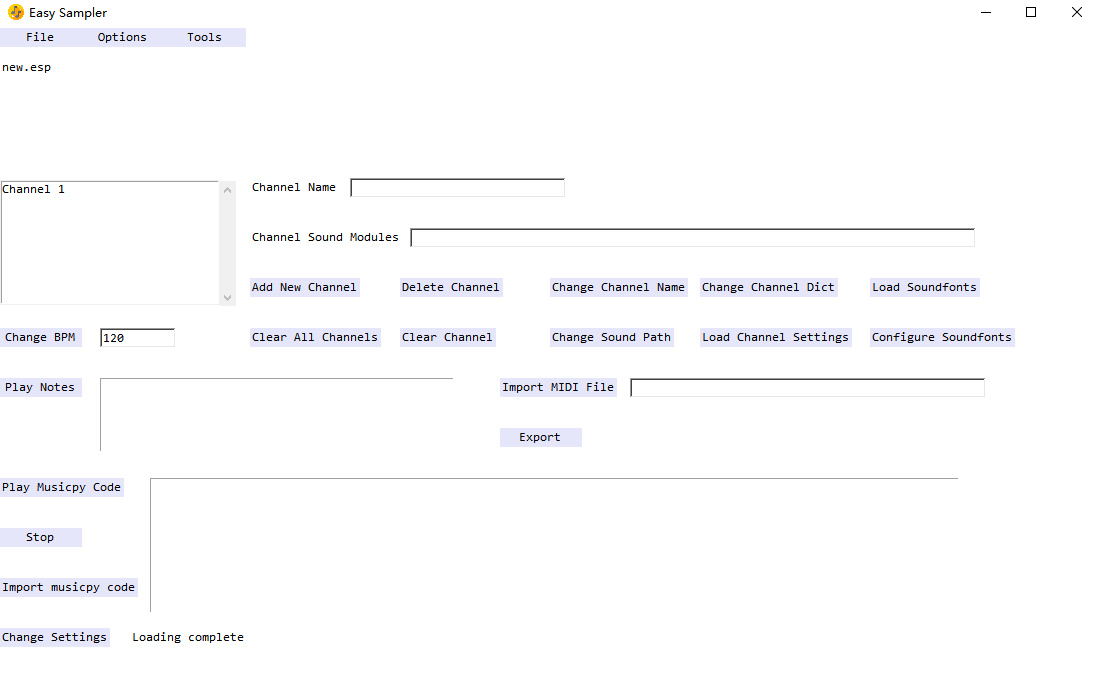 Easy Sampler
File Options Tools
new.esp
Channel 1
Channel Name
Channel Sound Modules
Add New Channel Delete Channel Change Channel Name Change Channel Dict Load Soundfonts
Change BPM 120 Clear All Channels Clear Channel Change Sound Path Load Channel Settings Configure Soundfonts
Play Notes Import MIDI File
Export
Play Musicpy Code
Stop
Import musicpy code
Change Settings Loading complete